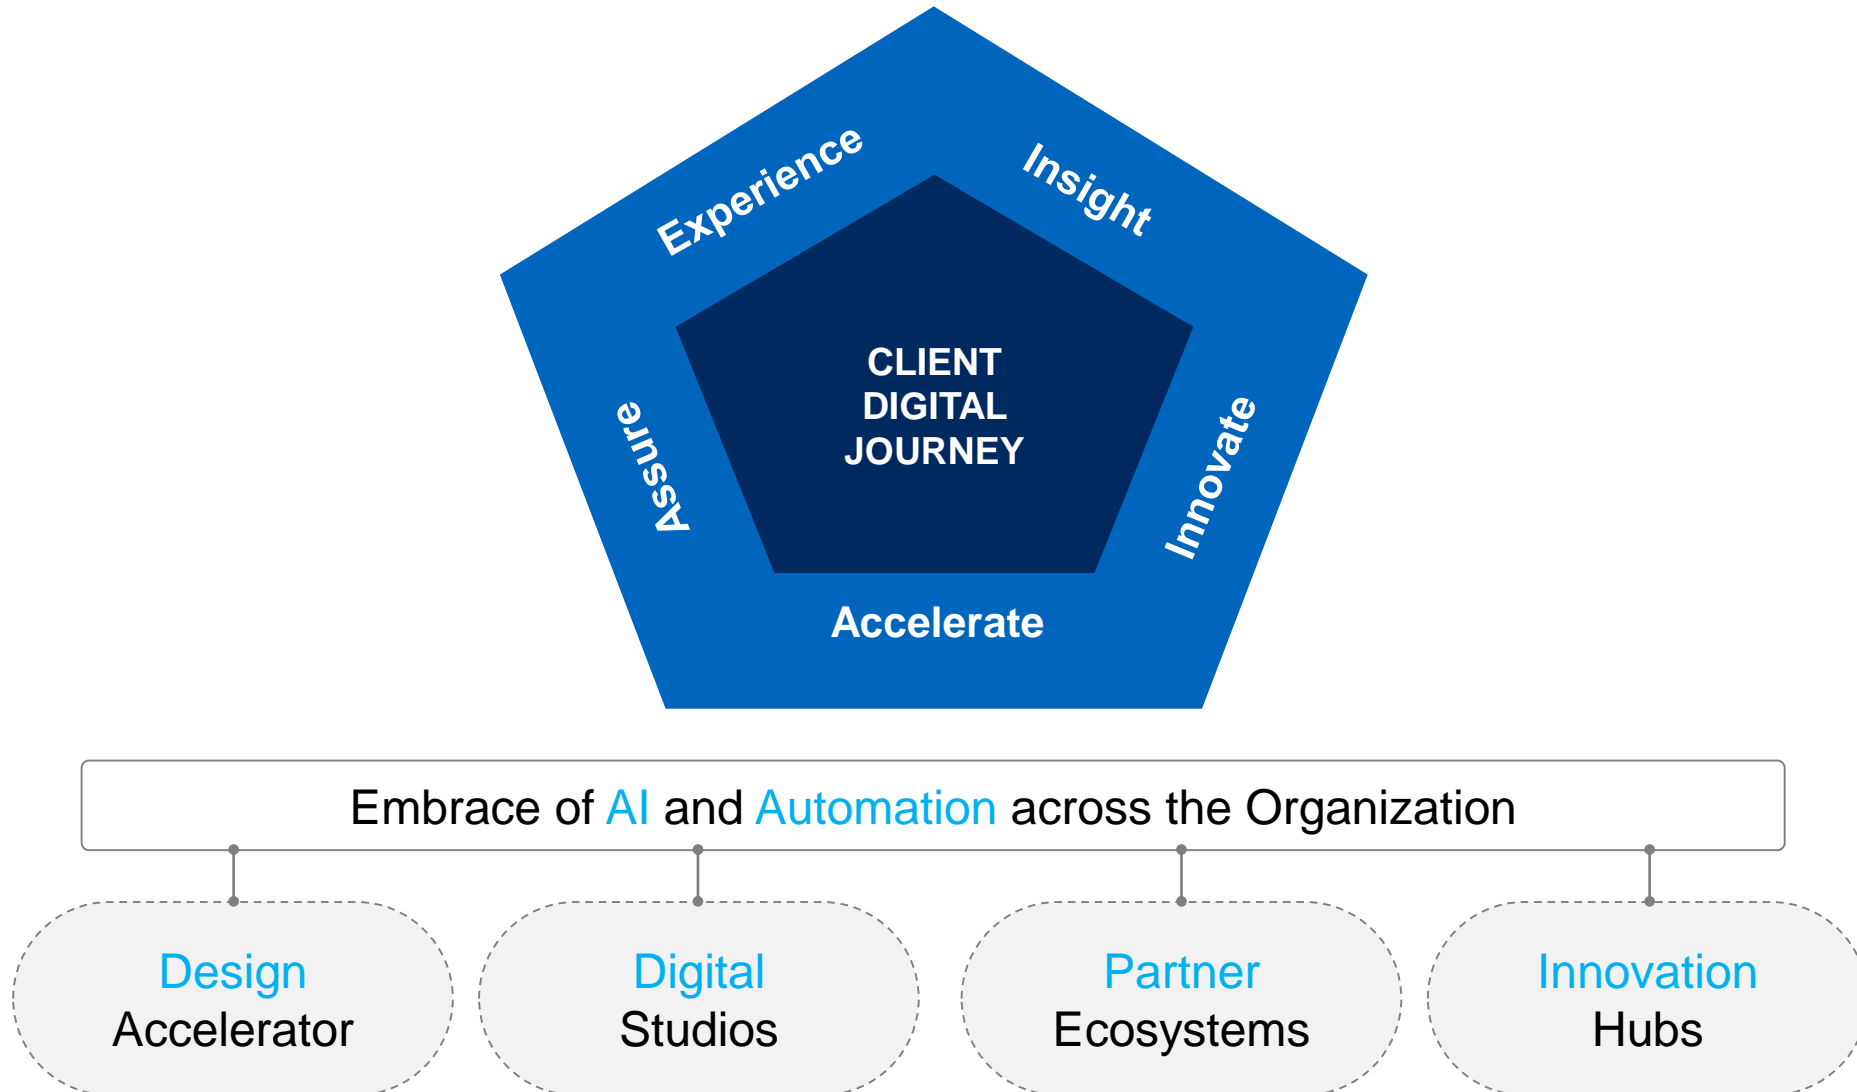 Experience
Insight
CLIENT
DIGITAL
JOURNEY
Assure
Innovate
Accelerate
Embrace of AI and Automation across the Organization
Design
Accelerator
Digital
Studios
Partner
Ecosystems
Innovation
Hubs